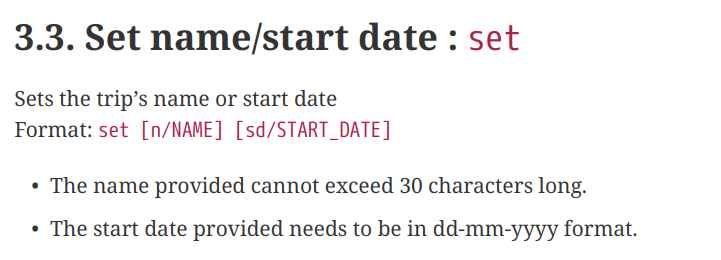 3.3. Set name/start date : set
Sets the trip’s name or start date
Format: set [n/NAME] [sd/START_DATE]
• The name provided cannot exceed 30 characters long.
• The start date provided needs to be in dd-mm-yyyy format.